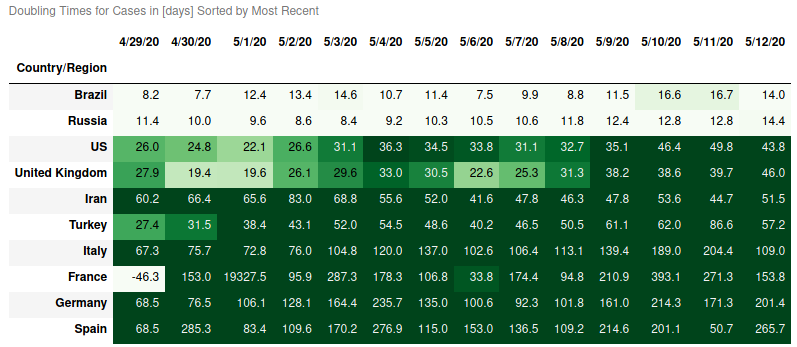 Doubling Times for Cases in [days] Sorted by Most Recent
4/29/20 4/30/20 5/1/20 5/2/20 5/3/20 5/4/20 5/5/20 5/6/20 5/7/20 5/8/20 5/9/20 5/10/20 5/11/20 5/12/20
Country/Region
Brazil 8.2 7.7 12.4 13.4 14.6 10.7 11.4 7.5 9.9 8.8 11.5 16.6 16.7 14.0
Russia 11.4 10.0 9.6 8.6 8.4 9.2 10.3 10.5 10.6 11.8 12.4 12.8 12.8 14.4
US 26.0 24.8 22.1 26.6 31.1 36.3 34.5 33.8 31.1 32.7 35.1 46.4 49.8 43.8
United Kingdom 27.9 19.4 19.6 26.1 29.6 33.0 30.5 22.6 25.3 31.3 38.2 38.6 39.7 46.0
Iran 60.2 66.4 65.6 83.0 68.8 55.6 52.0 41.6 47.8 46.3 47.8 53.6 44.7 51.5
Turkey 27.4 31.5 38.4 43.1 52.0 54.5 48.6 40.2 46.5 50.5 61.1 62.0 86.6 57.2
Italy 67.3 75.7 72.8 76.0 104.8 120.0 137.0 102.6 106.4 113.1 139.4 189.0 204.4 109.0
France -46.3 153.0 19327.5 95.9 287.3 178.3 106.8 33.8 174.4 94.8 210.9 393.1 271.3 153.8
Germany 68.5 76.5 106.1 128.1 164.4 235.7 135.0 100.6 92.3 101.8 161.0 214.3 171.3 201.4
Spain 68.5 285.3 83.4 109.6 170.2 276.9 115.0 153.0 136.5 109.2 214.6 201.1 50.7 265.7